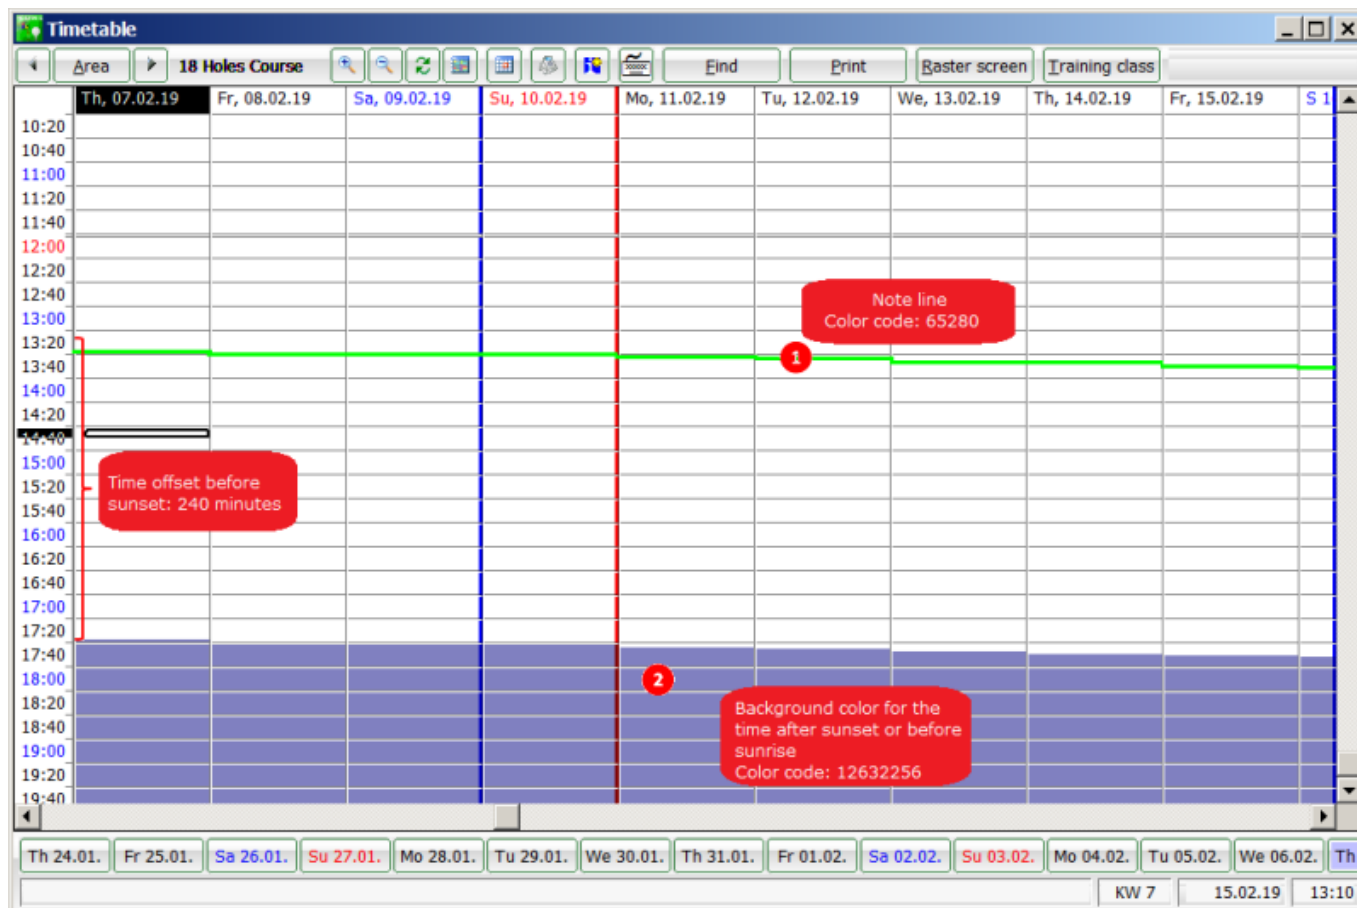 Timetable
Area 18 Holes Course Find Print Raster screen Training class
Th, 07.02.19 Fr, 08.02.19 Sa, 09.02.19 Su, 10.02.19 Mo, 11.02.19 Tu, 12.02.19 We, 13.02.19 Th, 14.02.19 Fr, 15.02.19 S 1
10:20
10:40
11:00
11:20
11:40
12:00
12:20
12:40
13:00
13:20
13:40
14:00
14:20
14:40
15:00
15:20
15:40
16:00
16:20
16:40
17:00
17:20
17:40
18:00
18:20
18:40
19:00
19:20
19:40
Note line
Color code: 65280
1
Time offset before
sunset: 240 minutes
2
Background color for the
time after sunset or before
sunrise
Color code: 12632256
Th 24.01. Fr 25.01. Sa 26.01. Su 27.01. Mo 28.01. Tu 29.01. We 30.01. Th 31.01. Fr 01.02. Sa 02.02. Su 03.02. Mo 04.02. Tu 05.02. We 06.02. Th
KW 7 15.02.19 13:10